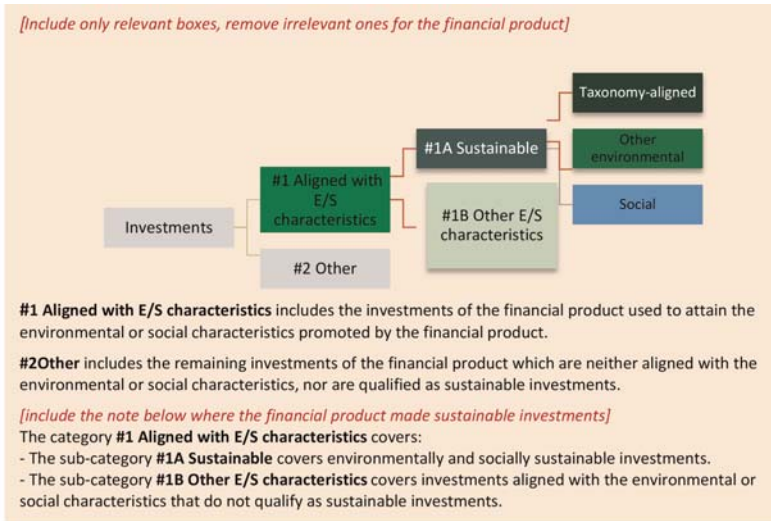 [Include only relevant boxes, remove irrelevant ones for the financial product]
Taxonomy-aligned
#1A Sustainable
Other
environmental
#1 Aligned with
E/S
characteristics
Social
#1B Other E/S
characteristics
Investments
#2 Other
#1 Aligned with E/S characteristics includes the investments of the financial product used to attain the
environmental or social characteristics promoted by the financial product.
#2Other includes the remaining investments of the financial product which are neither aligned with the
environmental or social characteristics, nor are qualified as sustainable investments.
[include the note below where the financial product made sustainable investments]
The category #1 Aligned with E/S characteristics covers:
- The sub-category #1A Sustainable covers environmentally and socially sustainable investments.
- The sub-category #1B Other E/S characteristics covers investments aligned with the environmental or
social characteristics that do not qualify as sustainable investments.